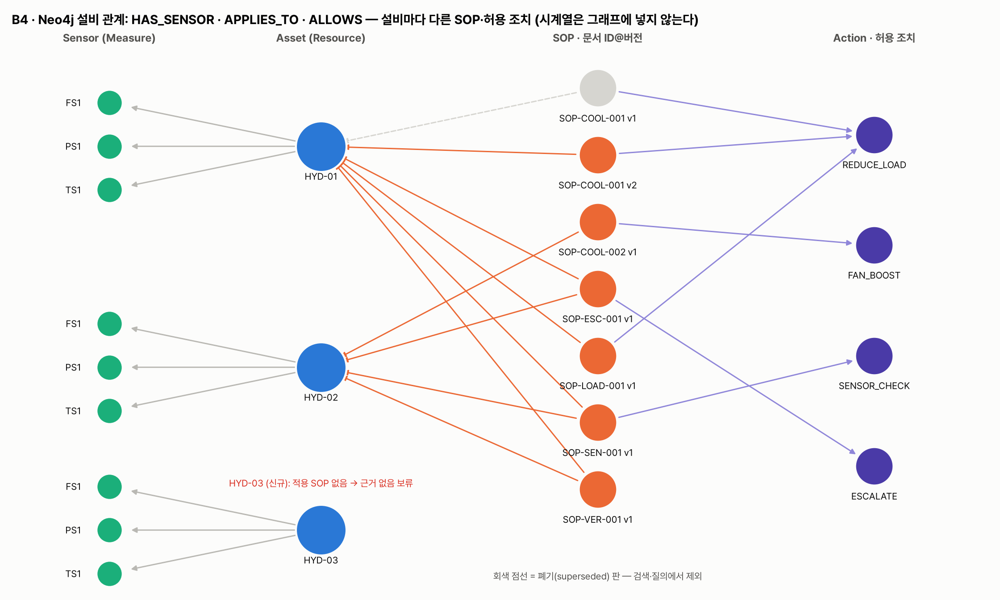 B4 · Neo4j 설비 관계: HAS_SENSOR · APPLIES_TO · ALLOWS — 설비마다 다른 SOP·허용 조치 (시계열은 그래프에 넣지 않는다)
Sensor (Measure)
Asset (Resource)
SOP · 문서 ID@버전
Action · 허용 조치
FS1
PS1
TS1
HYD-01
SOP-COOL-001 v1
SOP-COOL-001 v2
SOP-COOL-002 v1
REDUCE_LOAD
FAN_BOOST
FS1
PS1
TS1
HYD-02
SOP-ESC-001 v1
SOP-LOAD-001 v1
SOP-SEN-001 v1
SENSOR_CHECK
ESCALATE
HYD-03 (신규): 적용 SOP 없음 → 근거 없음 보류
FS1
PS1
TS1
HYD-03
SOP-VER-001 v1
회색 점선 = 폐기(superseded) 판 — 검색·질의에서 제외